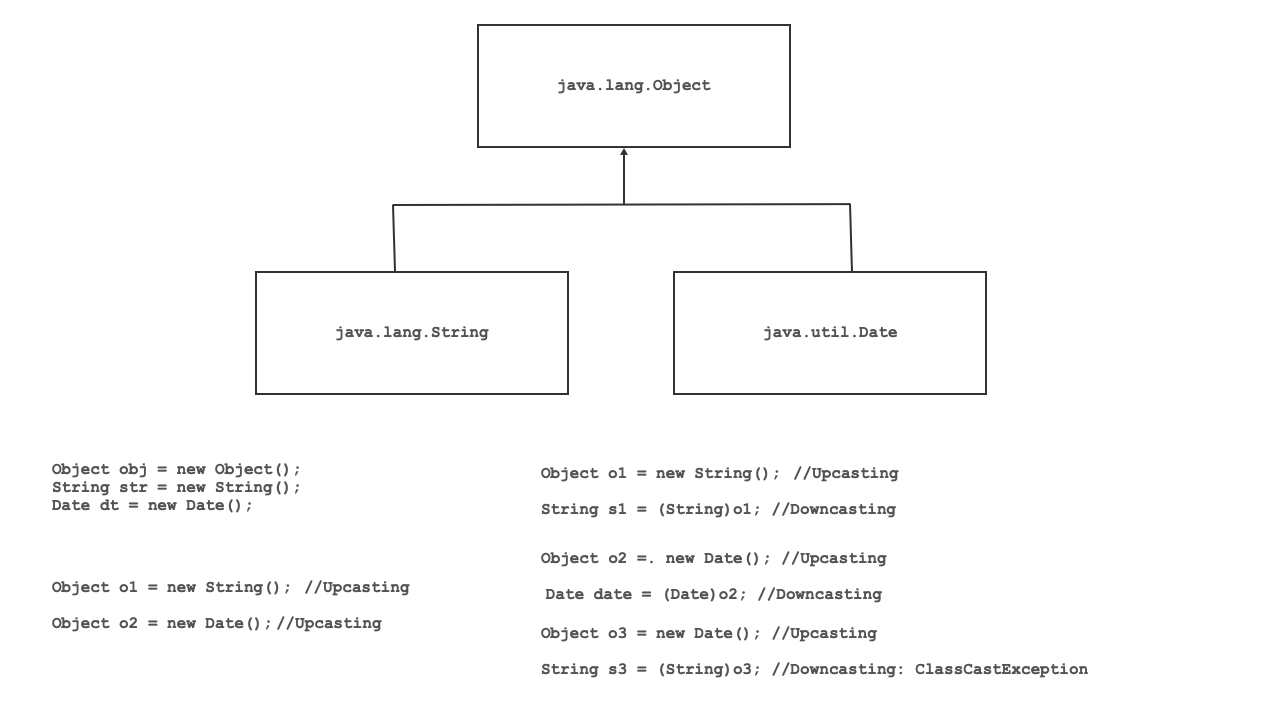 java.lang.Object
java.lang.String
java.util.Date
Object obj = new Object();
String str = new String();
Date dt = new Date();
Object o1 = new String(); //Upcasting
Object o2 = new Date(); //Upcasting
Object o1 = new String(); //Upcasting
String s1 = (String)o1; //Downcasting
Object o2 =. new Date(); //Upcasting
Date date = (Date)o2; //Downcasting
Object o3 = new Date(); //Upcasting
String s3 = (String)o3; //Downcasting: ClassCastException